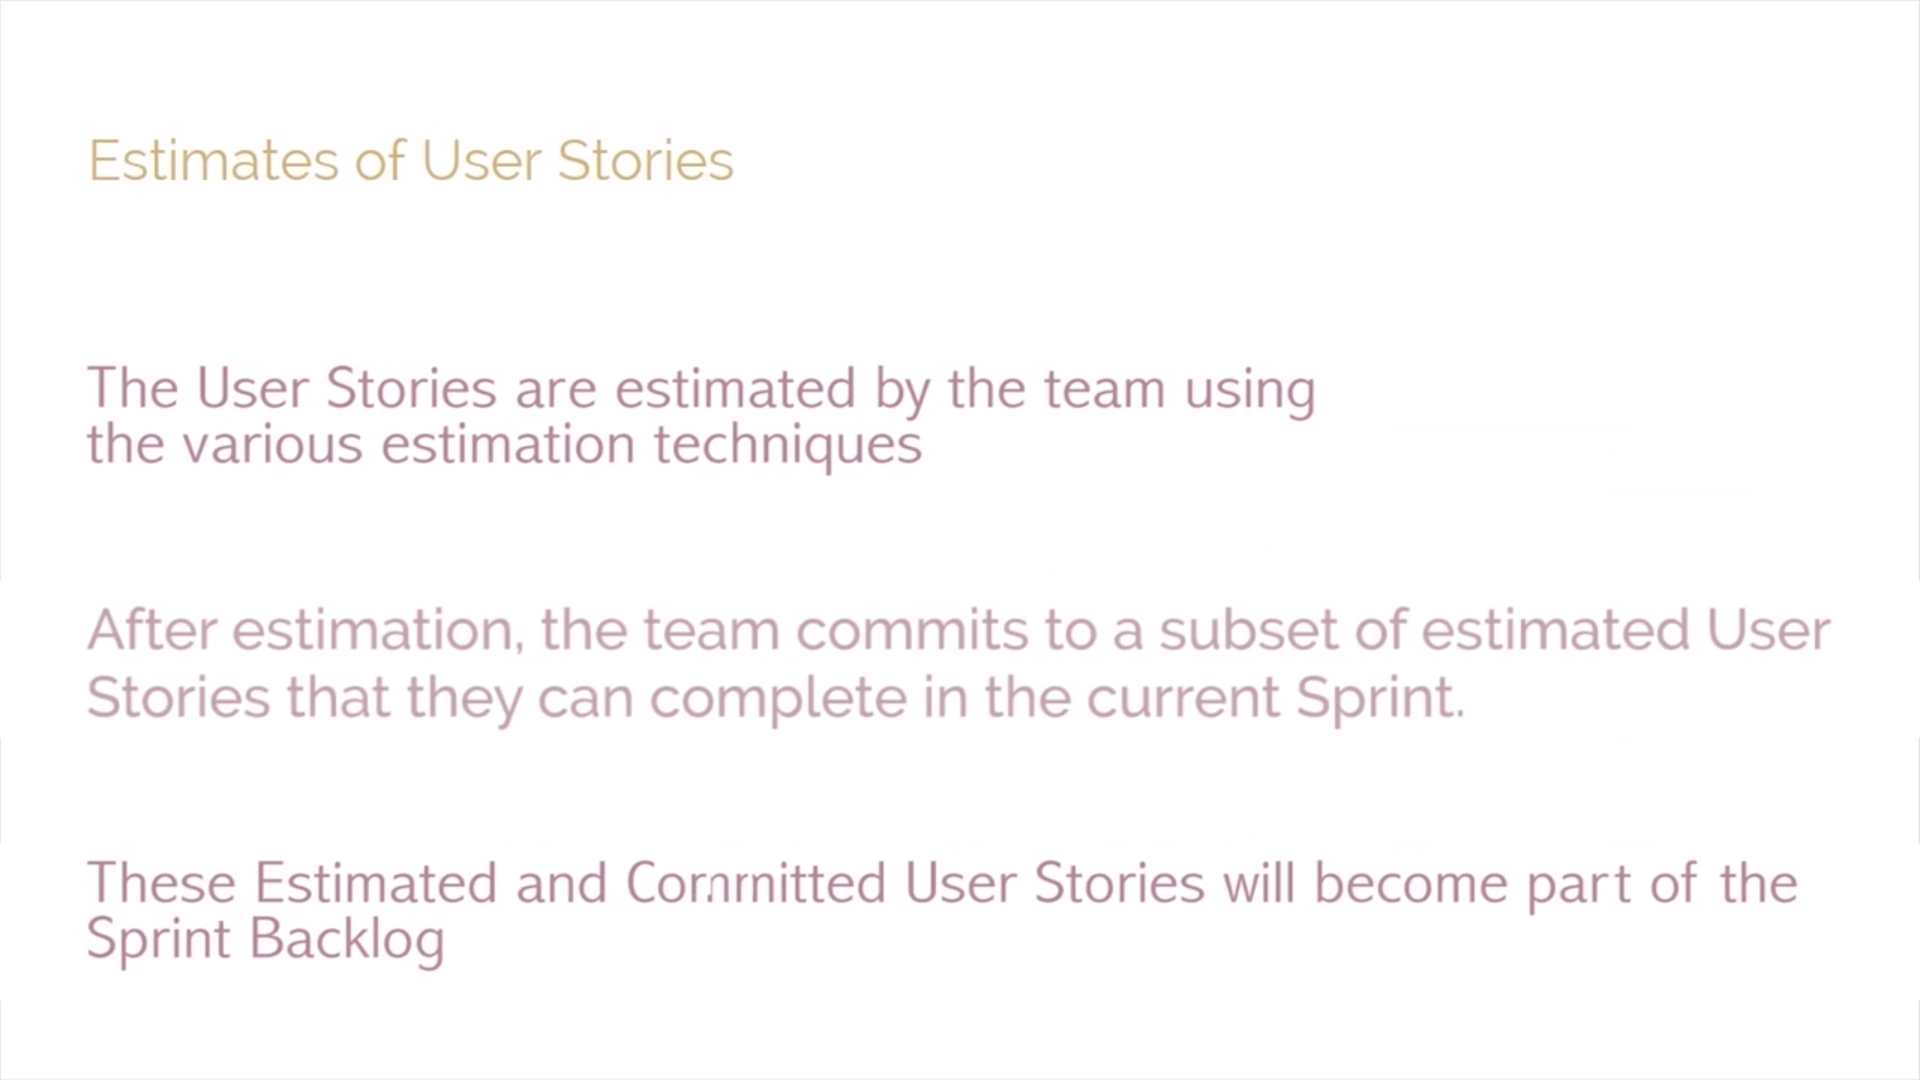 Estimates of User Stories
The User Stories are estimated by the team using
the various estimation techniques
After estimation, the team commits to a subset of estimated User
Stories that they can complete in the current Sprint.
These Estimated and Committed User Stories will become part of the
Sprint Backlog